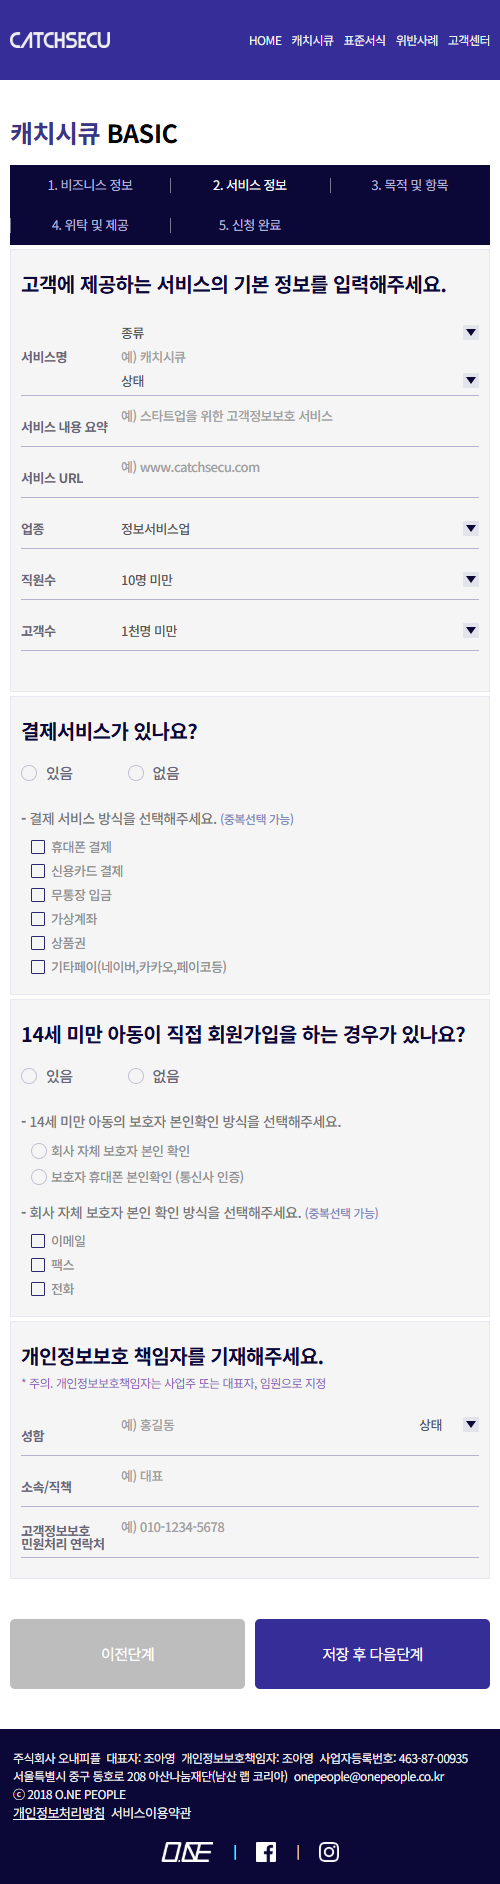 CATCHSECU
HOME 캐치시큐 표준서식 위반사례 고객센터
캐치시큐 BASIC
1. 비즈니스 정보 2. 서비스 정보 3. 목적 및 항목
4. 위탁 및 제공 5. 신청 완료
고객에 제공하는 서비스의 기본 정보를 입력해주세요.
종류
서비스명 예) 캐치시큐
상태
서비스 내용 요약 예) 스타트업을 위한 고객정보보호 서비스
서비스 URL 예) www.catchsecu.com
업종 정보서비스업
직원수 10명 미만
고객수 1천명 미만
결제서비스가 있나요?
있음 없음
- 결제 서비스 방식을 선택해주세요. (중복선택 가능)
휴대폰 결제
신용카드 결제
무통장 입금
가상계좌
상품권
기타페이(네이버,카카오,페이코등)
14세 미만 아동이 직접 회원가입을 하는 경우가 있나요?
있음 없음
- 14세 미만 아동의 보호자 본인확인 방식을 선택해주세요.
회사 자체 보호자 본인 확인
보호자 휴대폰 본인확인 (통신사 인증)
- 회사 자체 보호자 본인 확인 방식을 선택해주세요. (중복선택 가능)
이메일
팩스
전화
개인정보보호 책임자를 기재해주세요.
* 주의. 개인정보보호책임자는 사업주 또는 대표자, 임원으로 지정
성함 예) 홍길동 상태
소속/직책 예) 대표
고객정보보호
민원처리 연락처 예) 010-1234-5678
이전단계 저장 후 다음단계
주식회사 오내피플 대표자: 조아영 개인정보보호책임자: 조아영 사업자등록번호: 463-87-00935
서울특별시 중구 동호로 208 아산나눔재단(남산 랩 코리아) onepeople@onepeople.co.kr
ⓒ 2018 O.NE PEOPLE
개인정보처리방침 서비스이용약관
O.NE